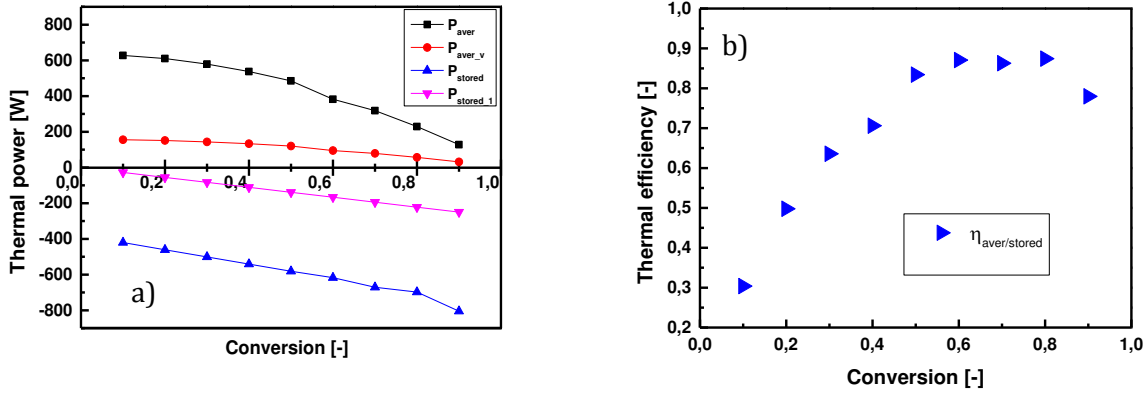 a)
Thermal power [W]
800
600
400
200
0
-200
-400
-600
-800
0,0
0,2
0,4
0,6
0,8
1,0
Conversion [-]
P_aver
P_aver_v
P_stored
P_stored_1
b)
Thermal efficiency [-]
1,0
0,9
0,8
0,7
0,6
0,5
0,4
0,3
0,2
0,0
0,2
0,4
0,6
0,8
1,0
Conversion [-]
η_aver/stored